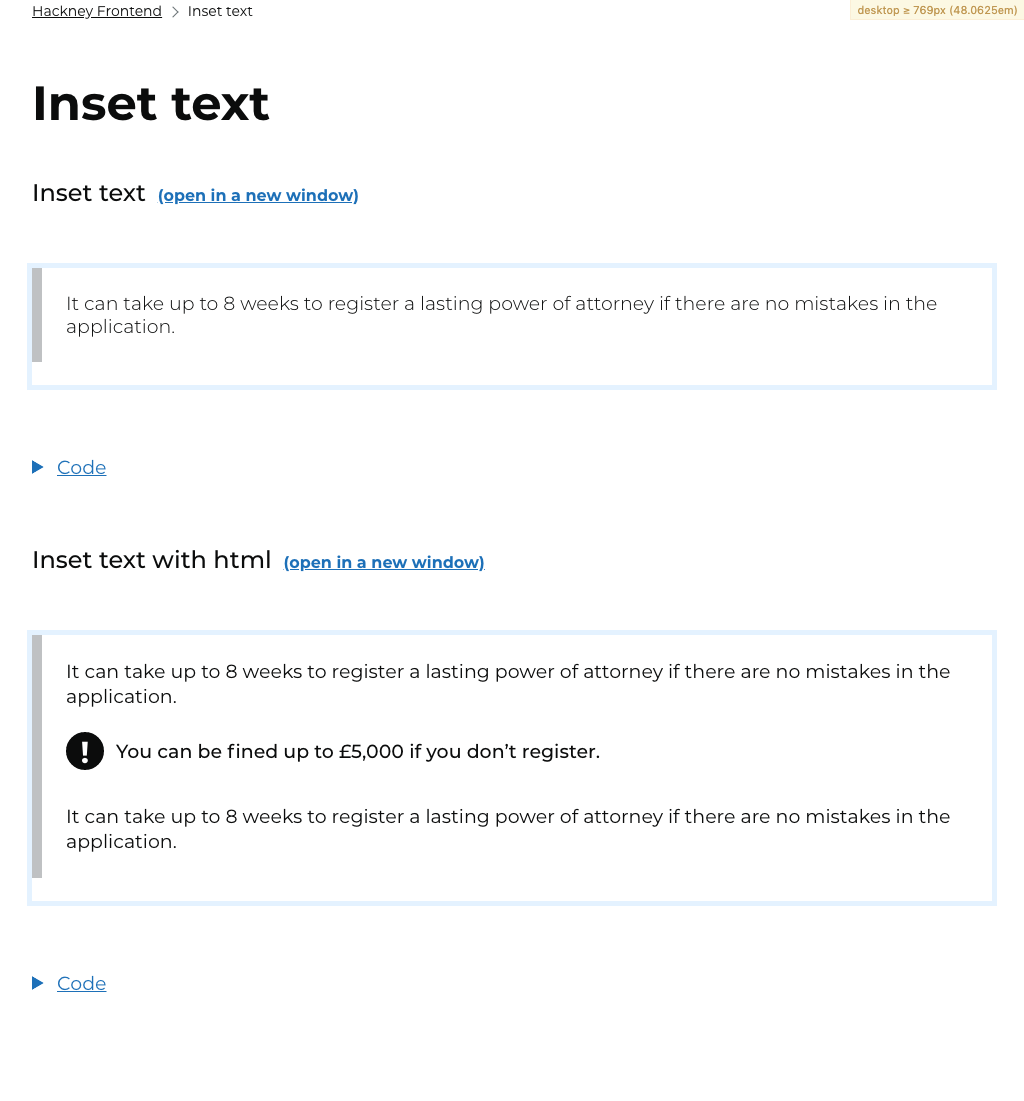 Hackney Frontend > Inset text
desktop ≥ 769px (48.0625em)
Inset text
Inset text (open in a new window)
It can take up to 8 weeks to register a lasting power of attorney if there are no mistakes in the
application.
Code
Inset text with html (open in a new window)
It can take up to 8 weeks to register a lasting power of attorney if there are no mistakes in the
application.
! You can be fined up to £5,000 if you don’t register.
It can take up to 8 weeks to register a lasting power of attorney if there are no mistakes in the
application.
Code